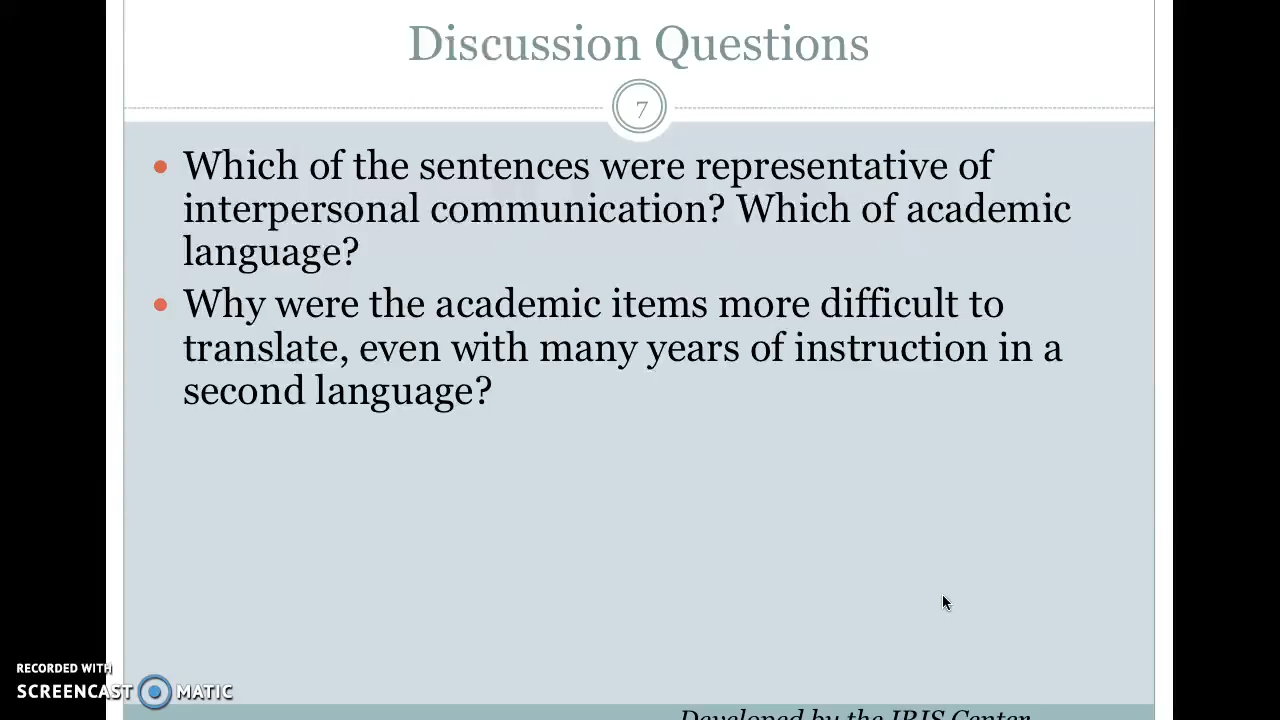 Discussion Questions
7
• Which of the sentences were representative of
interpersonal communication? Which of academic
language?
• Why were the academic items more difficult to
translate, even with many years of instruction in a
second language?
RECORDED WITH
SCREENCAST MATIC
Developed by the IRIS Center